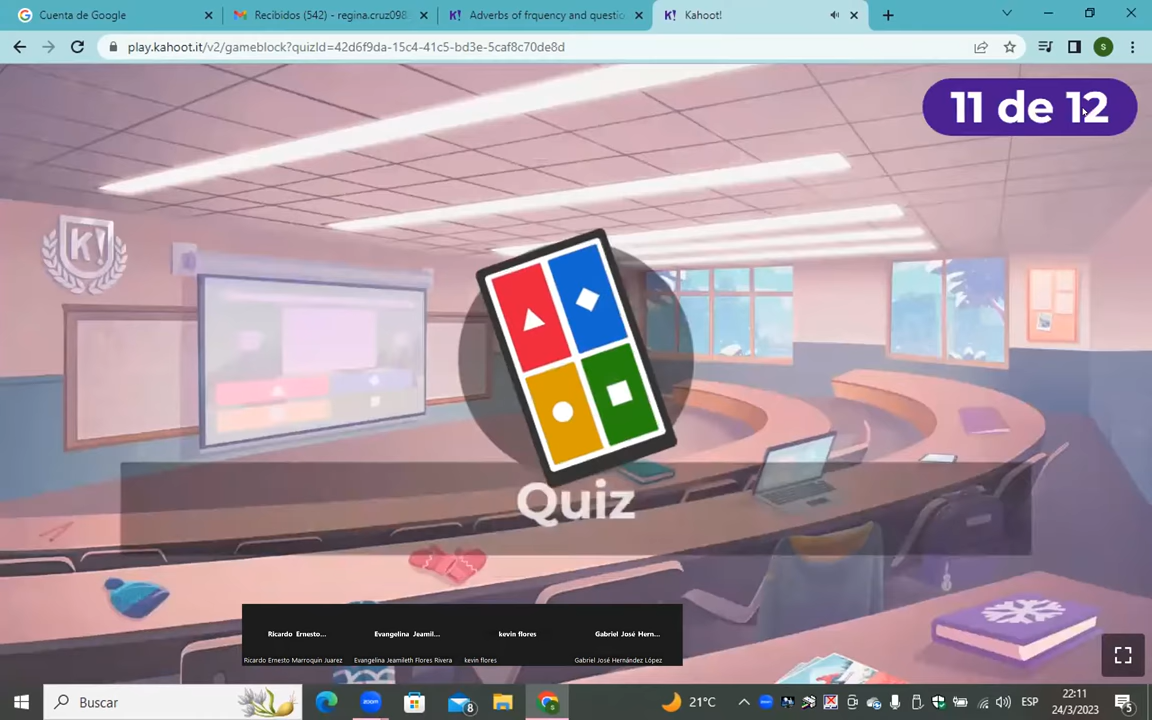 Cuenta de Google
Recibidos (542) - regina.cruz098
Adverbs of frquency and questio
Kahoot!
play.kahoot.it/v2/gameblock?quizId=42d6f9da-15c4-41c5-bd3e-5caf8c70de8d
S
11 de 12
K!
Quiz
Ricardo Ernesto... Evangelina Jeamil... kevin flores Gabriel José Hern...
Ricardo Ernesto Marroquin Juarez Evangelina Jeamileth Flores Rivera kevin flores Gabriel José Hernández López
Buscar
zoom
8
21°C
ESP
22:11
24/3/2023
5